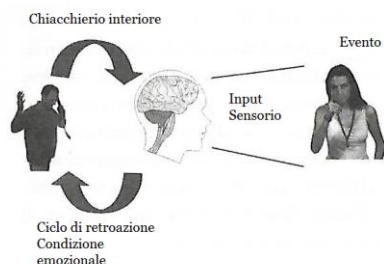 Chiacchierio interiore
Evento
Input
Sensorio
Ciclo di retroazione
Condizione
emozionale